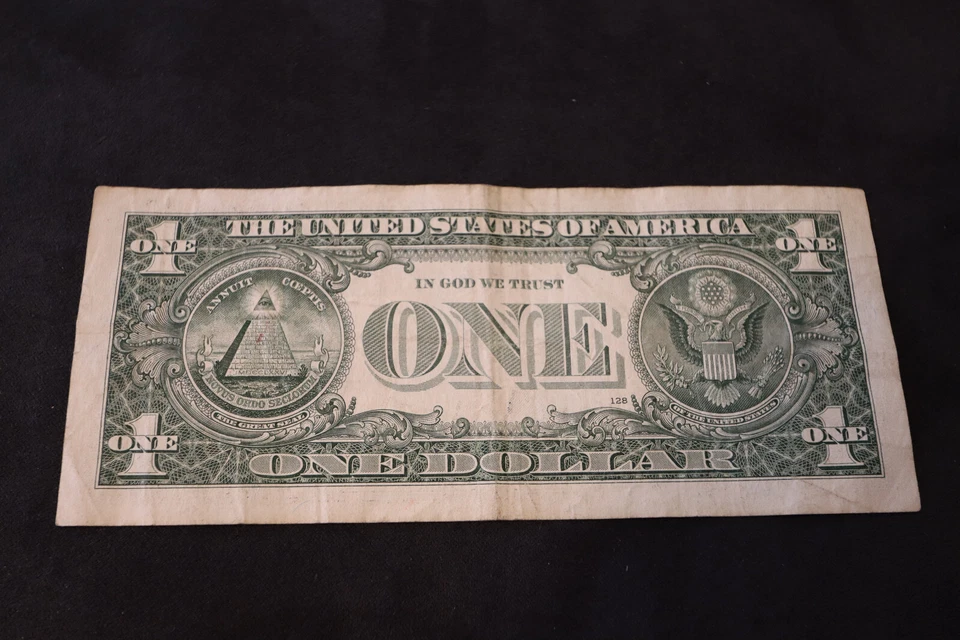 THE UNITED STATES OF AMERICA
1
ONE
1
ONE
ANNUIT CŒPTIS
IN GOD WE TRUST
ONE
NOVUS ORDO SECLORUM
THE GREAT SEAL
128
OF THE UNITED STATES
1
ONE
1
ONE
ONE DOLLAR